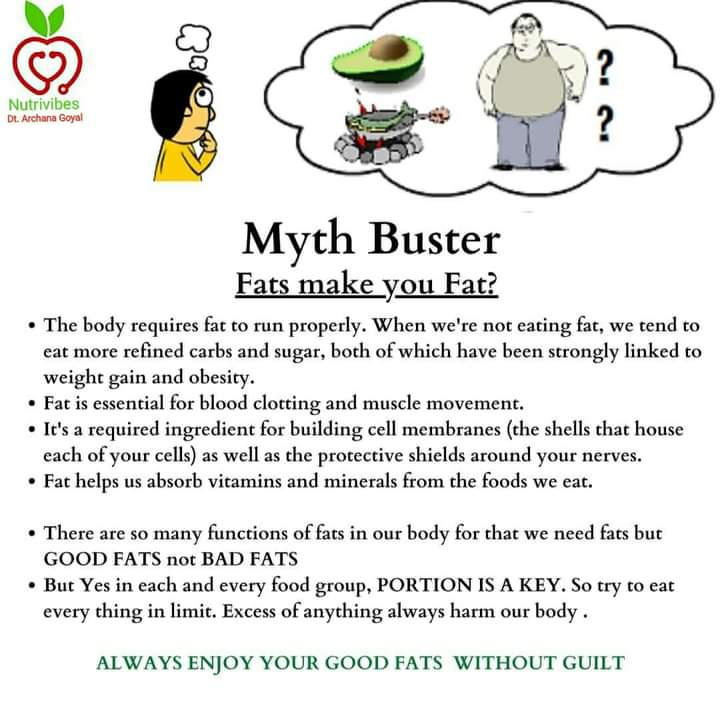 Nutrivibes
Dt. Archana Goyal
?
?
Myth Buster
Fats make you Fat?
• The body requires fat to run properly. When we're not eating fat, we tend to
eat more refined carbs and sugar, both of which have been strongly linked to
weight gain and obesity.
• Fat is essential for blood clotting and muscle movement.
• It's a required ingredient for building cell membranes (the shells that house
each of your cells) as well as the protective shields around your nerves.
• Fat helps us absorb vitamins and minerals from the foods we eat.
• There are so many functions of fats in our body for that we need fats but
GOOD FATS not BAD FATS
• But Yes in each and every food group, PORTION IS A KEY. So try to eat
every thing in limit. Excess of anything always harm our body .
ALWAYS ENJOY YOUR GOOD FATS WITHOUT GUILT